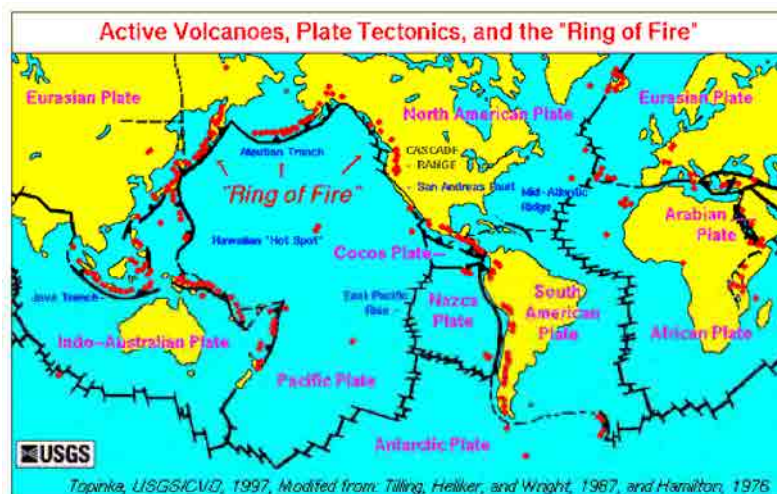 Active Volcanoes, Plate Tectonics, and the "Ring of Fire"
Eurasian Plate
North American Plate
Eurasian Plate
Aleutian Trench
CASCADE
RANGE
"Ring of Fire"
San Andreas Fault
Mid-Atlantic
Ridge
Arabian
Plate
Hawaiian "Hot Spot"
Cocos Plate
Java Trench
East Pacific
Rise
Nazca
Plate
South
American
Plate
Indo-Australian Plate
African Plate
Pacific Plate
Antarctic Plate
USGS
Topinka, USGS/CVO, 1997, Modified from: Tilling, Heliker, and Wright, 1987, and Hamilton, 1976